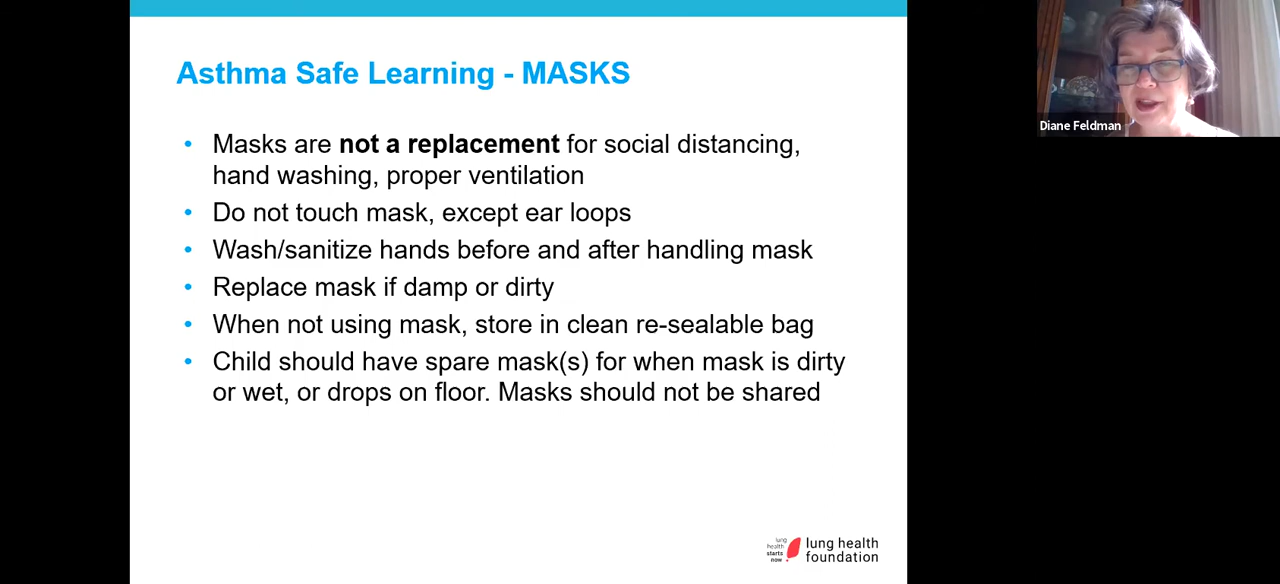 Asthma Safe Learning - MASKS
• Masks are not a replacement for social distancing,
hand washing, proper ventilation
• Do not touch mask, except ear loops
• Wash/sanitize hands before and after handling mask
• Replace mask if damp or dirty
• When not using mask, store in clean re-sealable bag
• Child should have spare mask(s) for when mask is dirty
or wet, or drops on floor. Masks should not be shared
lung
health
starts
now
lung health
foundation
Diane Feldman